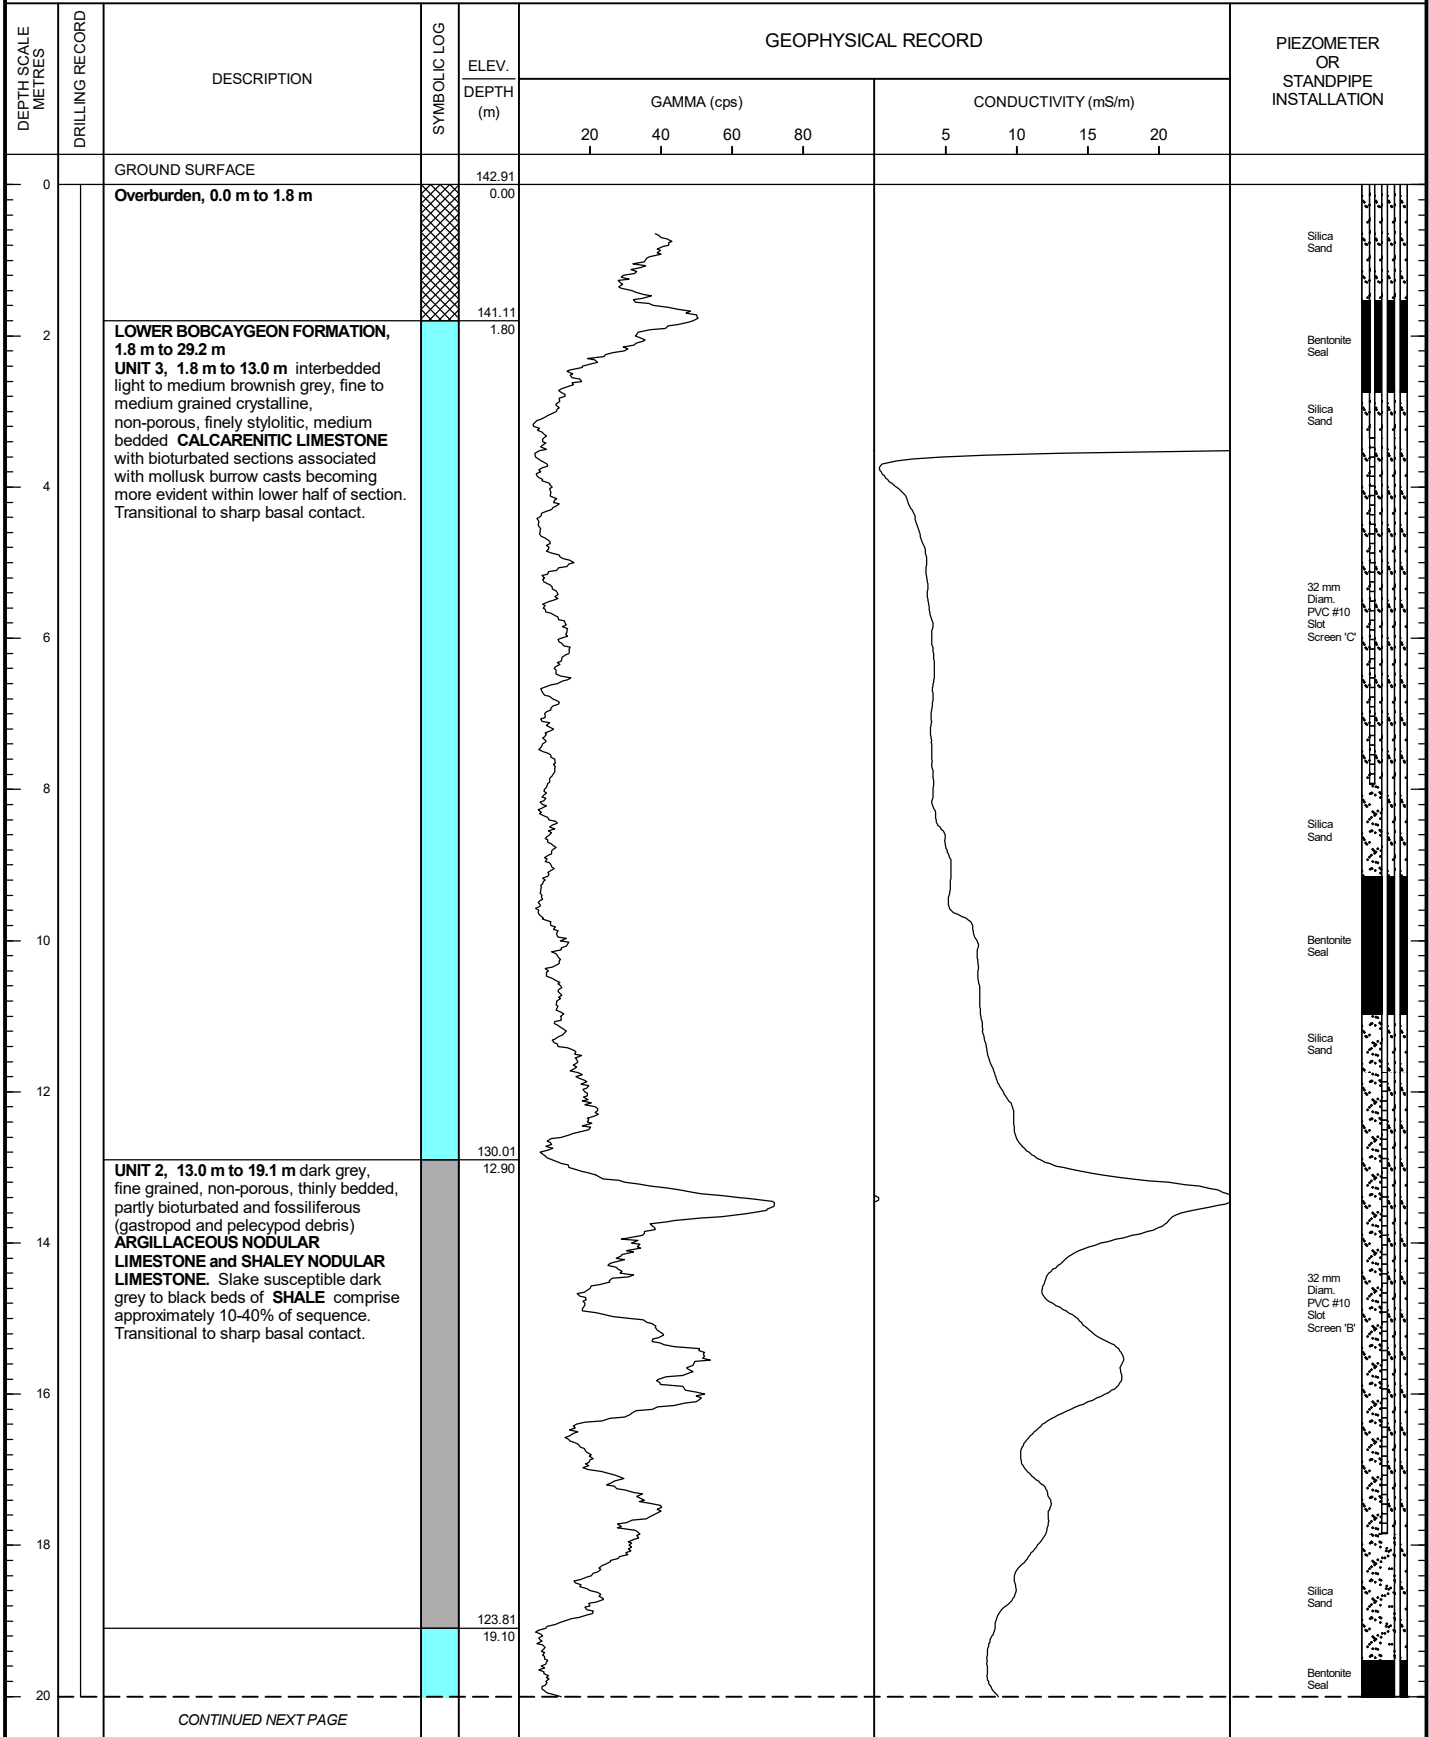 DEPTH SCALE
METRES
DRILLING RECORD
DESCRIPTION
SYMBOLIC LOG
ELEV.
DEPTH
(m)
GEOPHYSICAL RECORD
GAMMA (cps)
20 40 60 80
CONDUCTIVITY (mS/m)
5 10 15 20
PIEZOMETER
OR
STANDPIPE
INSTALLATION
GROUND SURFACE
142.91
0
Overburden, 0.0 m to 1.8 m
0.00
Silica
Sand
141.11
2
LOWER BOBCAYGEON FORMATION,
1.8 m to 29.2 m
UNIT 3, 1.8 m to 13.0 m interbedded
light to medium brownish grey, fine to
medium grained crystalline,
non-porous, finely stylolitic, medium
bedded CALCARENITIC LIMESTONE
with bioturbated sections associated
with mollusk burrow casts becoming
more evident within lower half of section.
Transitional to sharp basal contact.
1.80
Bentonite
Seal
Silica
Sand
4
32 mm
Diam.
PVC #10
Slot
Screen 'C'
6
8
Silica
Sand
10
Bentonite
Seal
Silica
Sand
12
130.01
UNIT 2, 13.0 m to 19.1 m dark grey,
fine grained, non-porous, thinly bedded,
partly bioturbated and fossiliferous
(gastropod and pelecypod debris)
ARGILLACEOUS NODULAR
LIMESTONE and SHALEY NODULAR
LIMESTONE. Slake susceptible dark
grey to black beds of SHALE comprise
approximately 10-40% of sequence.
Transitional to sharp basal contact.
12.90
14
32 mm
Diam.
PVC #10
Slot
Screen 'B'
16
18
Silica
Sand
123.81
19.10
Bentonite
Seal
20
CONTINUED NEXT PAGE